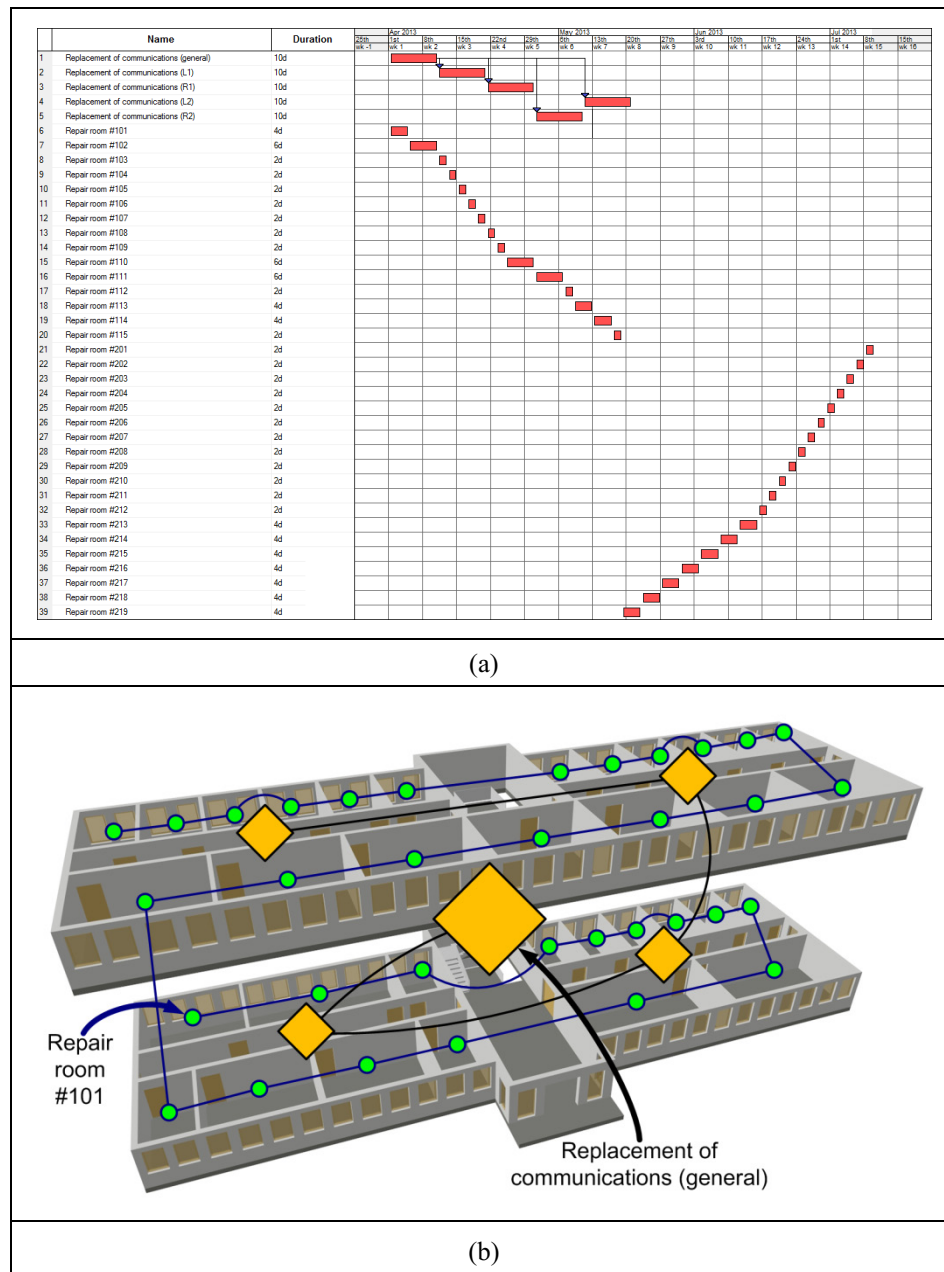 Name Duration
Apr 2013 May 2013 Jun 2013 Jul 2013
25th 1st 8th 15th 22nd 29th 6th 13th 20th 27th 3rd 10th 17th 24th 1st 8th 15th
wk -1 wk 1 wk 2 wk 3 wk 4 wk 5 wk 6 wk 7 wk 8 wk 9 wk 10 wk 11 wk 12 wk 13 wk 14 wk 15 wk 16
1 Replacement of communications (general) 10d
2 Replacement of communications (L1) 10d
3 Replacement of communications (R1) 10d
4 Replacement of communications (L2) 10d
5 Replacement of communications (R2) 10d
6 Repair room #101 4d
7 Repair room #102 6d
8 Repair room #103 2d
9 Repair room #104 2d
10 Repair room #105 2d
11 Repair room #106 2d
12 Repair room #107 2d
13 Repair room #108 2d
14 Repair room #109 2d
15 Repair room #110 6d
16 Repair room #111 6d
17 Repair room #112 2d
18 Repair room #113 4d
19 Repair room #114 4d
20 Repair room #115 2d
21 Repair room #201 2d
22 Repair room #202 2d
23 Repair room #203 2d
24 Repair room #204 2d
25 Repair room #205 2d
26 Repair room #206 2d
27 Repair room #207 2d
28 Repair room #208 2d
29 Repair room #209 2d
30 Repair room #210 2d
31 Repair room #211 2d
32 Repair room #212 2d
33 Repair room #213 4d
34 Repair room #214 4d
35 Repair room #215 4d
36 Repair room #216 4d
37 Repair room #217 4d
38 Repair room #218 4d
39 Repair room #219 4d
(a)
Repair
room
#101
Replacement of
communications (general)
(b)